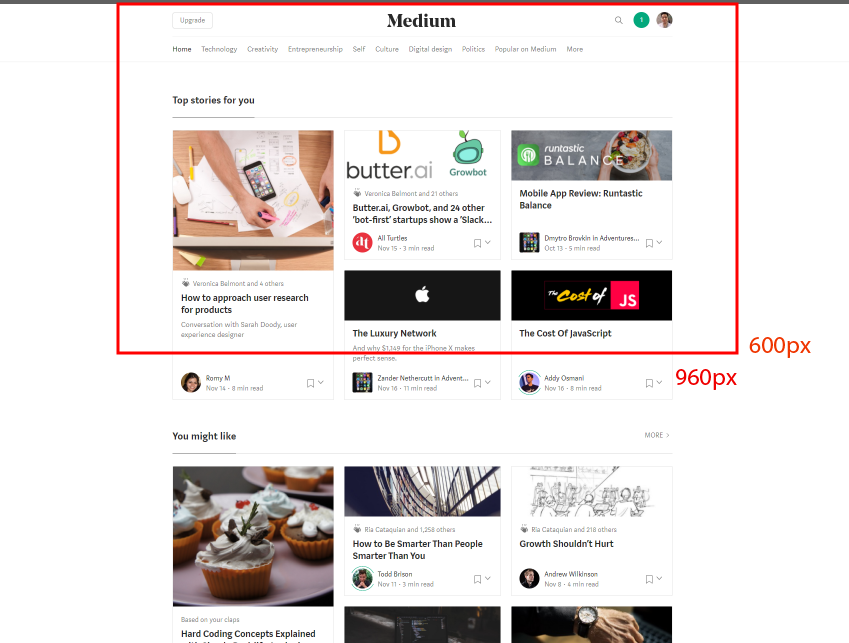 Upgrade
Medium
1
Home Technology Creativity Entrepreneurship Self Culture Digital design Politics Popular on Medium More
Top stories for you
butter.ai
Growbot
runtastic
BALANCE
Veronica Belmont and 21 others
Butter.ai, Growbot, and 24 other
'bot-first' startups show a 'Slack...
All Turtles
Nov 15 · 3 min read
Mobile App Review: Runtastic
Balance
Dmytro Brovkin in Adventures...
Oct 13 · 5 min read
Veronica Belmont and 4 others
How to approach user research
for products
Conversation with Sarah Doody, user
experience designer
Romy M
Nov 14 · 8 min read
The Luxury Network
And why $1,149 for the iPhone X makes
perfect sense.
Zander Nethercutt in Advent...
Nov 16 · 11 min read
The Cost of
JS
The Cost Of JavaScript
Addy Osmani
Nov 16 · 8 min read
600px
960px
You might like
MORE
Ria Cataquian and 1,258 others
How to Be Smarter Than People
Smarter Than You
Todd Brison
Nov 11 · 3 min read
Ria Cataquian and 218 others
Growth Shouldn't Hurt
Andrew Wilkinson
Nov 8 · 4 min read
Based on your claps
Hard Coding Concepts Explained